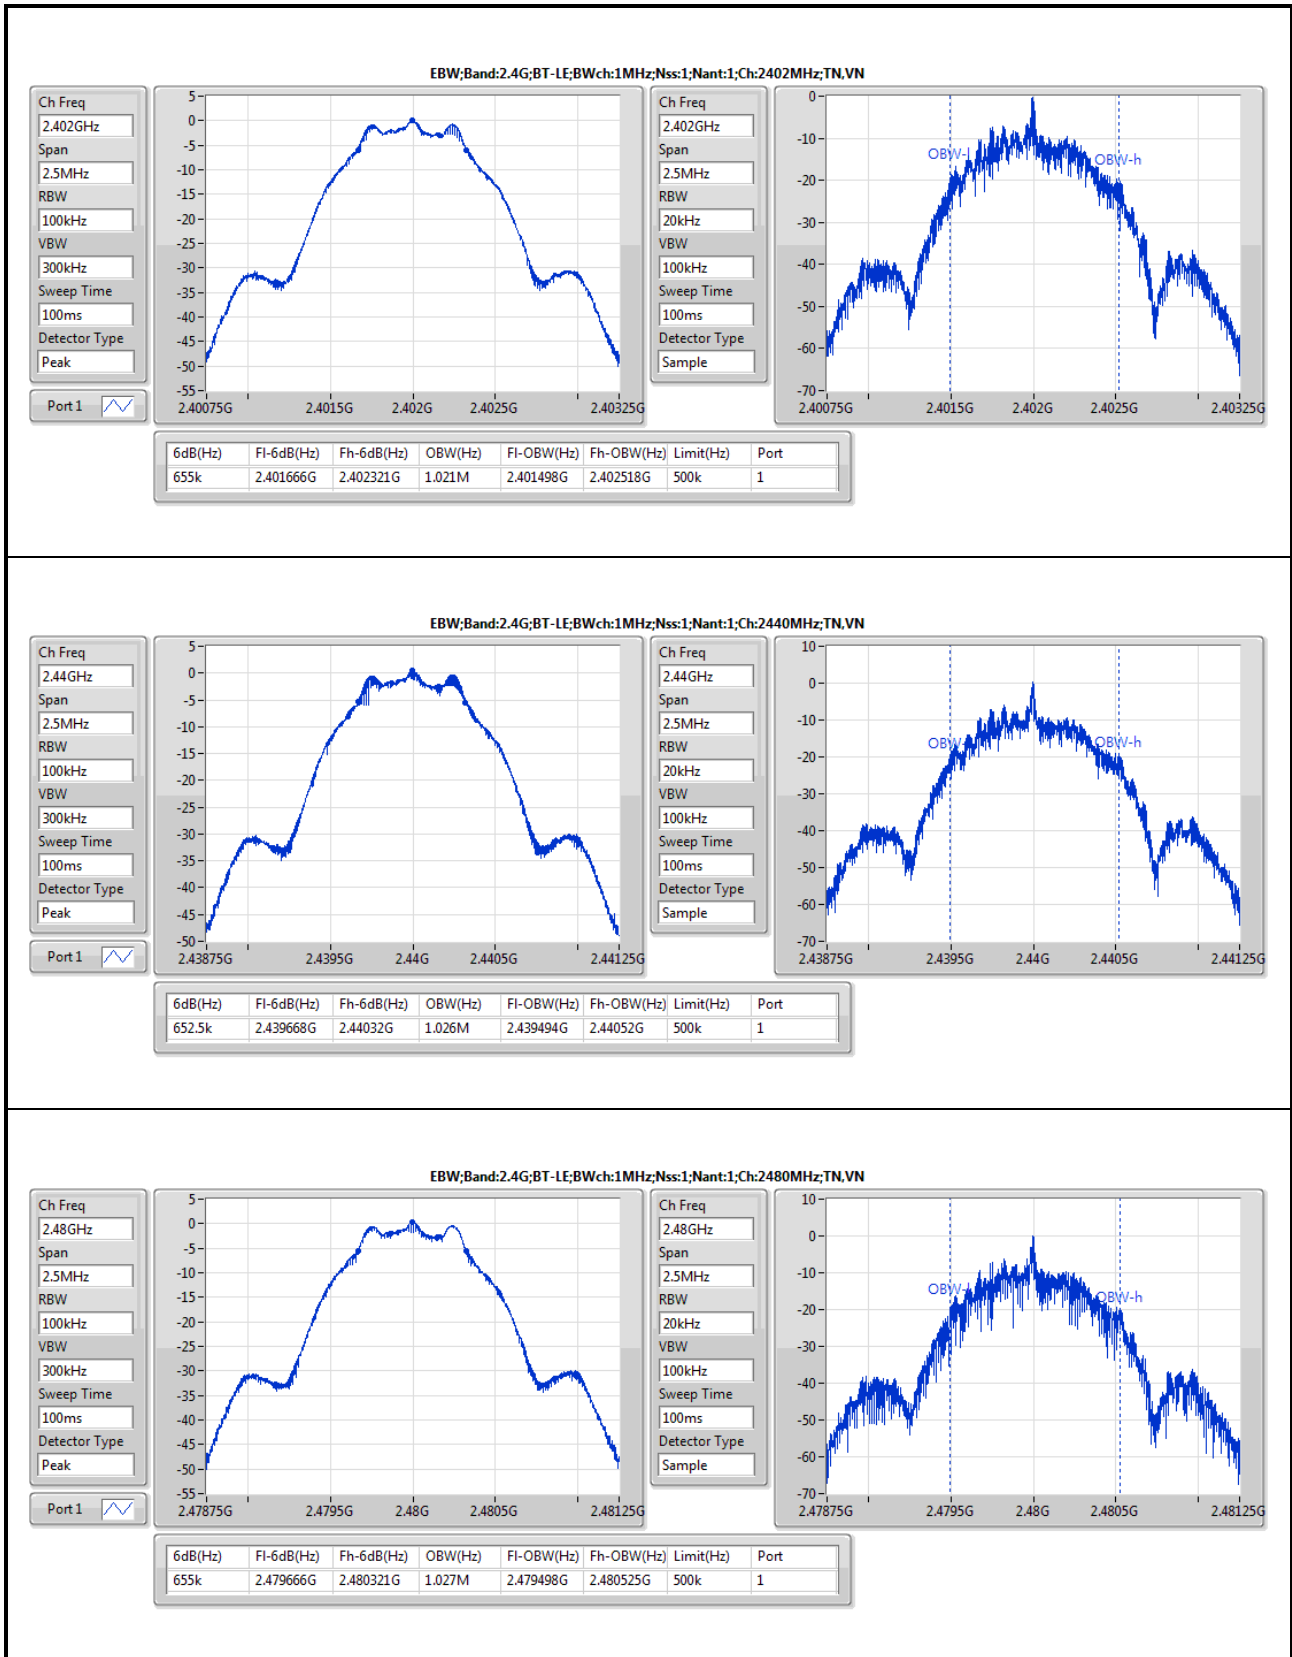 EBW;Band:2.4G;BT-LE;BWch:1MHz;Nss:1;Nant:1;Ch:2402MHz;TN,VN
Ch Freq
2.402GHz
Span
2.5MHz
RBW
100kHz
VBW
300kHz
Sweep Time
100ms
Detector Type
Peak
Port 1
5
0
-5
-10
-15
-20
-25
-30
-35
-40
-45
-50
-55
2.40075G 2.4015G 2.402G 2.4025G 2.40325G
Ch Freq
2.402GHz
Span
2.5MHz
RBW
20kHz
VBW
100kHz
Sweep Time
100ms
Detector Type
Sample
0
-10
-20
-30
-40
-50
-60
-70
OBW-l
OBW-h
2.40075G 2.4015G 2.402G 2.4025G 2.40325G
6dB(Hz) Fl-6dB(Hz) Fh-6dB(Hz) OBW(Hz) Fl-OBW(Hz) Fh-OBW(Hz) Limit(Hz) Port
655k 2.401666G 2.402321G 1.021M 2.401498G 2.402518G 500k 1
EBW;Band:2.4G;BT-LE;BWch:1MHz;Nss:1;Nant:1;Ch:2440MHz;TN,VN
Ch Freq
2.44GHz
Span
2.5MHz
RBW
100kHz
VBW
300kHz
Sweep Time
100ms
Detector Type
Peak
Port 1
5
0
-5
-10
-15
-20
-25
-30
-35
-40
-45
-50
2.43875G 2.4395G 2.44G 2.4405G 2.44125G
Ch Freq
2.44GHz
Span
2.5MHz
RBW
20kHz
VBW
100kHz
Sweep Time
100ms
Detector Type
Sample
10
0
-10
-20
-30
-40
-50
-60
-70
OBW-l
OBW-h
2.43875G 2.4395G 2.44G 2.4405G 2.44125G
6dB(Hz) Fl-6dB(Hz) Fh-6dB(Hz) OBW(Hz) Fl-OBW(Hz) Fh-OBW(Hz) Limit(Hz) Port
652.5k 2.439668G 2.44032G 1.026M 2.439494G 2.44052G 500k 1
EBW;Band:2.4G;BT-LE;BWch:1MHz;Nss:1;Nant:1;Ch:2480MHz;TN,VN
Ch Freq
2.48GHz
Span
2.5MHz
RBW
100kHz
VBW
300kHz
Sweep Time
100ms
Detector Type
Peak
Port 1
5
0
-5
-10
-15
-20
-25
-30
-35
-40
-45
-50
-55
2.47875G 2.4795G 2.48G 2.4805G 2.48125G
Ch Freq
2.48GHz
Span
2.5MHz
RBW
20kHz
VBW
100kHz
Sweep Time
100ms
Detector Type
Sample
10
0
-10
-20
-30
-40
-50
-60
-70
OBW-l
OBW-h
2.47875G 2.4795G 2.48G 2.4805G 2.48125G
6dB(Hz) Fl-6dB(Hz) Fh-6dB(Hz) OBW(Hz) Fl-OBW(Hz) Fh-OBW(Hz) Limit(Hz) Port
655k 2.479666G 2.480321G 1.027M 2.479498G 2.480525G 500k 1